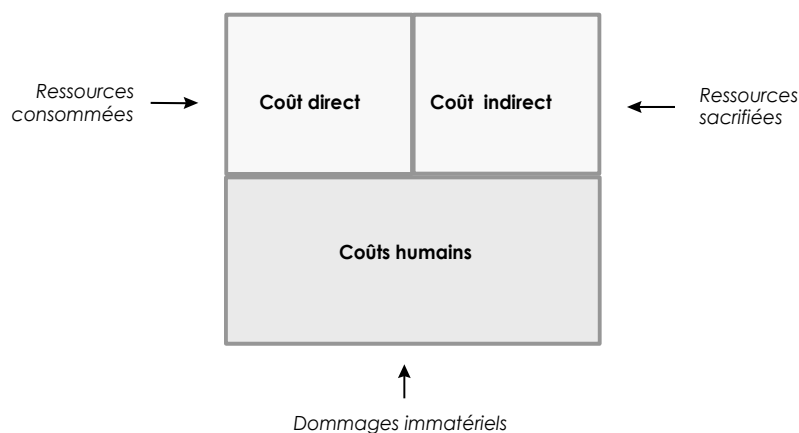 Ressources
consommées
Coût direct
Coût indirect
Ressources
sacrifiées
Coûts humains
Dommages immatériels